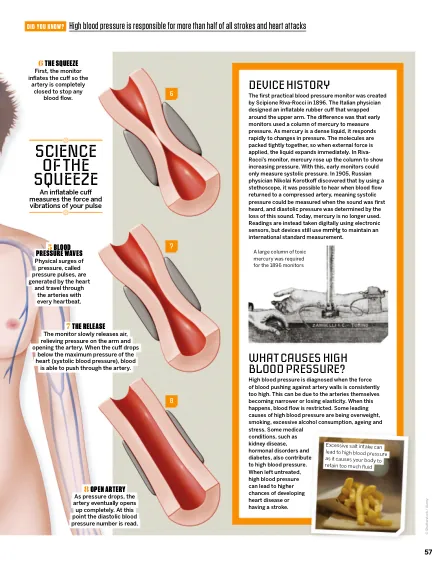 DID YOU KNOW?
High blood pressure is responsible for more than half of all strokes and heart attacks
6 THE SQUEEZE
First, the monitor
inflates the cuff so the
artery is completely
closed to stop any
blood flow.
SCIENCE
OF THE
SQUEEZE
An inflatable cuff
measures the force and
vibrations of your pulse
5 BLOOD
PRESSURE WAVES
Physical surges of
pressure, called
pressure pulses, are
generated by the heart
and travel through
the arteries with
every heartbeat.
7 THE RELEASE
The monitor slowly releases air,
relieving pressure on the arm and
opening the artery. When the cuff drops
below the maximum pressure of the
heart (systolic blood pressure), blood
is able to push through the artery.
OPEN ARTERY
As pressure drops, the
artery eventually opens
up completely. At this
point the diastolic blood
pressure number is read.
6
7
8
DEVICE HISTORY
The first practical blood pressure monitor was created
by Scipione Riva-Rocci in 1896. The Italian physician
designed an inflatable rubber cuff that wrapped
around the upper arm. The difference was that early
monitors used a column of mercury to measure
pressure. As mercury is a dense liquid, it responds
rapidly to changes in pressure. The molecules are
packed tightly together, so when external force is
applied, the liquid expands immediately. In Riva-
Rocci's monitor, mercury rose up the column to show
increasing pressure. With this, early monitors could
only measure systolic pressure. In 1905, Russian
physician Nikolai Korotkoff discovered that by using a
stethoscope, it was possible to hear when blood flow
returned to a compressed artery, meaning systolic
pressure could be measured when the sound was
first heard, and diastolic pressure was determined by the
loss of this sound. Today, mercury is no longer used.
Readings are instead taken digitally using electronic
sensors, but devices still use mmHg to maintain an
international standard measurement.
A large column of toxic
mercury was required
for the 1896 monitors
WHAT CAUSES HIGH
BLOOD PRESSURE?
High blood pressure is diagnosed when the force
of blood pushing against artery walls is consistently
too high. This can be due to the arteries themselves
becoming narrower or losing elasticity. When this
happens, blood flow is restricted. Some leading
causes of high blood pressure are being overweight,
smoking, excessive alcohol consumption, ageing and
stress. Some medical
conditions, such as
kidney disease,
hormonal disorders and
diabetes, also contribute
to high blood pressure.
When left untreated,
high blood pressure
can lead to higher
chances of developing
heart disease or
having a stroke.
Excessive salt intake can
lead to high blood pressure
as it causes your body to
retain too much fluid
57